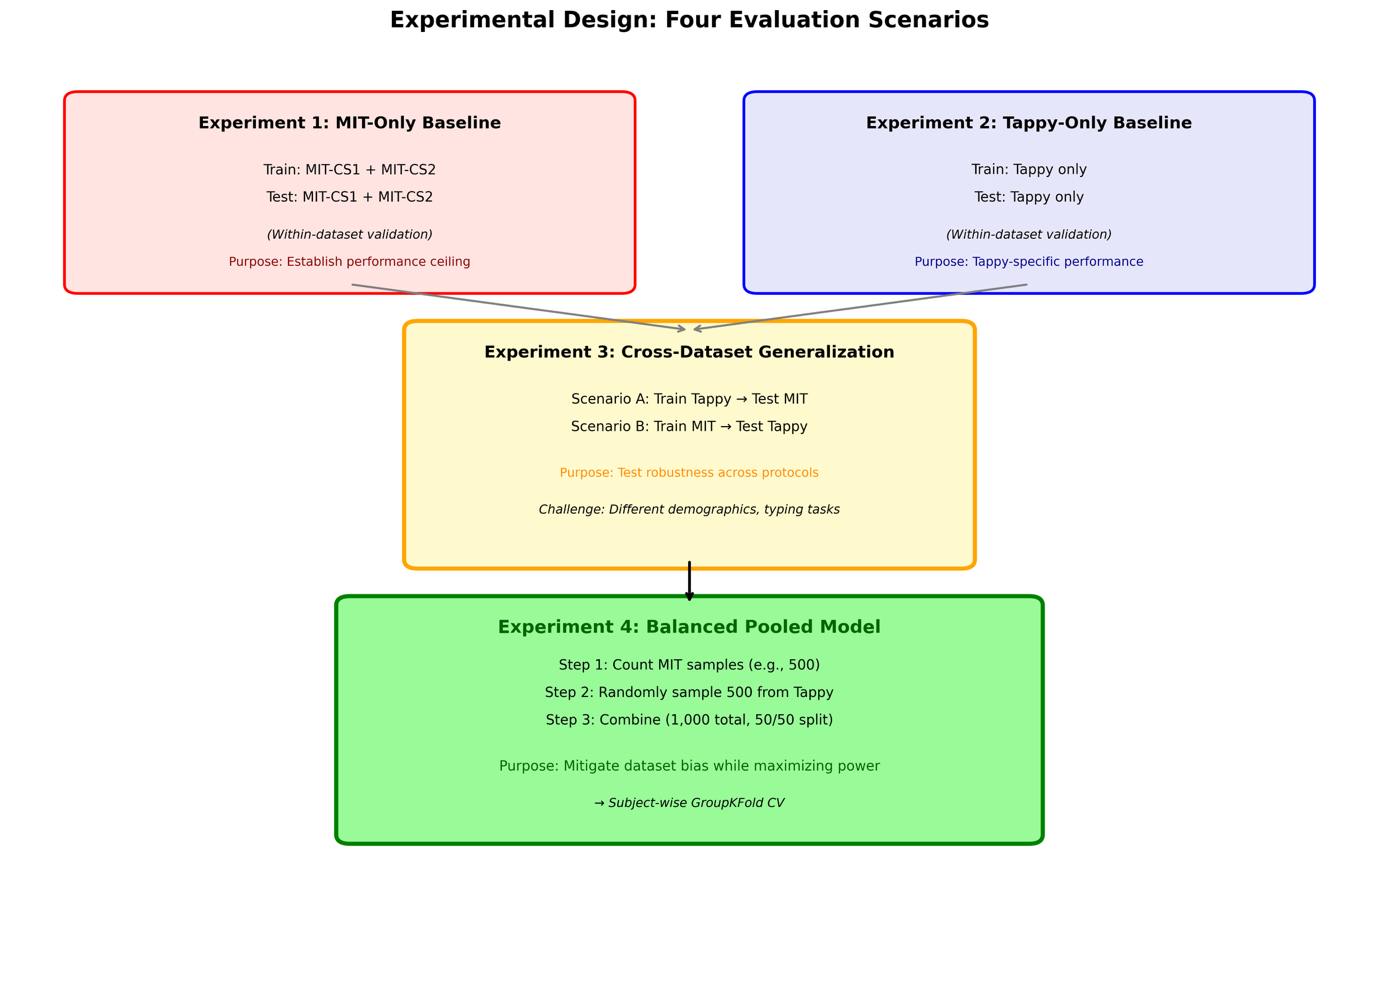 Experimental Design: Four Evaluation Scenarios
Experiment 1: MIT-Only Baseline
Train: MIT-CS1 + MIT-CS2
Test: MIT-CS1 + MIT-CS2
(Within-dataset validation)
Purpose: Establish performance ceiling
Experiment 2: Tappy-Only Baseline
Train: Tappy only
Test: Tappy only
(Within-dataset validation)
Purpose: Tappy-specific performance
Experiment 3: Cross-Dataset Generalization
Scenario A: Train Tappy → Test MIT
Scenario B: Train MIT → Test Tappy
Purpose: Test robustness across protocols
Challenge: Different demographics, typing tasks
Experiment 4: Balanced Pooled Model
Step 1: Count MIT samples (e.g., 500)
Step 2: Randomly sample 500 from Tappy
Step 3: Combine (1,000 total, 50/50 split)
Purpose: Mitigate dataset bias while maximizing power
→ Subject-wise GroupKFold CV